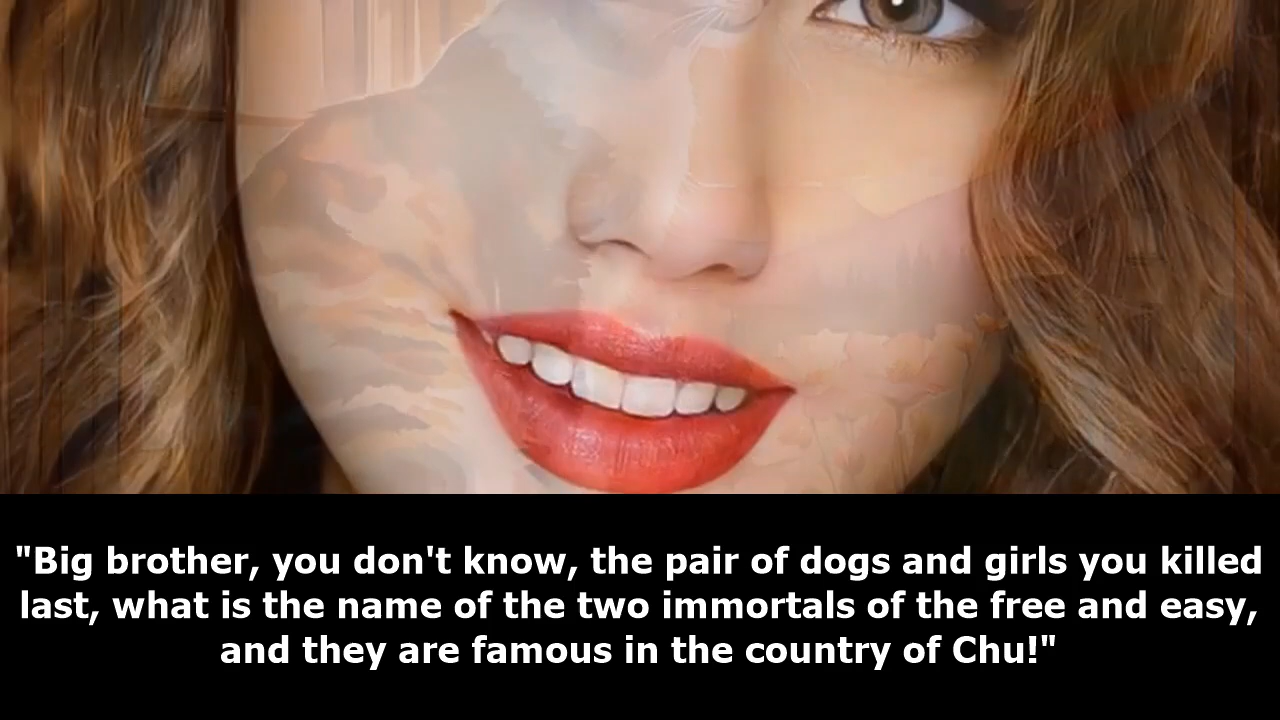 "Big brother, you don't know, the pair of dogs and girls you killed
last, what is the name of the two immortals of the free and easy,
and they are famous in the country of Chu!"